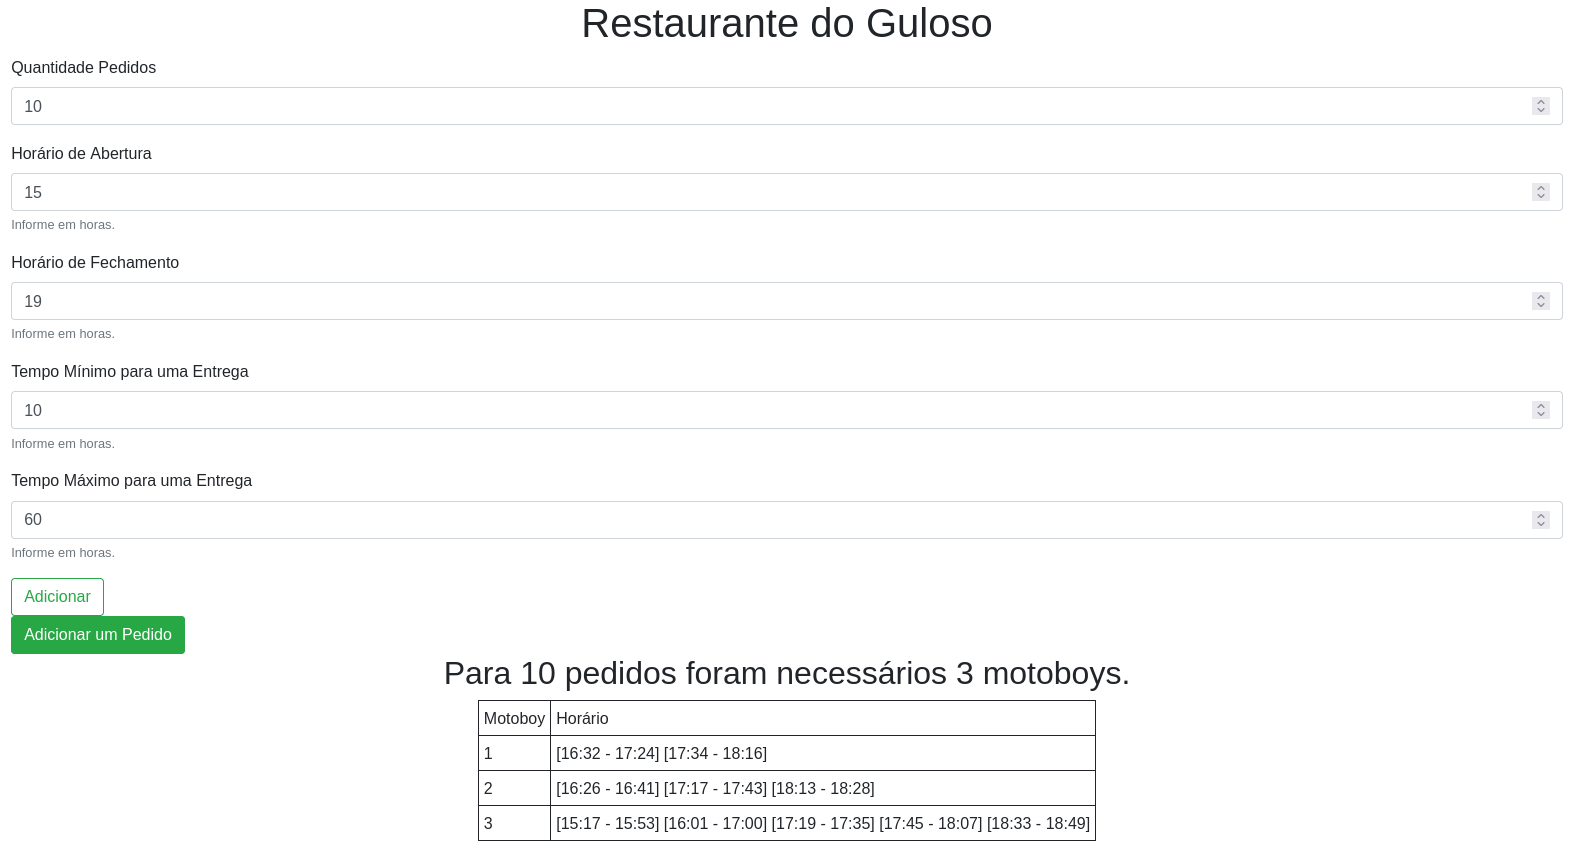 Restaurante do Guloso
Quantidade Pedidos
10
Horário de Abertura
15
Informe em horas.
Horário de Fechamento
19
Informe em horas.
Tempo Mínimo para uma Entrega
10
Informe em horas.
Tempo Máximo para uma Entrega
60
Informe em horas.
Adicionar
Adicionar um Pedido
Para 10 pedidos foram necessários 3 motoboys.
Motoboy Horário
1 [16:32 - 17:24] [17:34 - 18:16]
2 [16:26 - 16:41] [17:17 - 17:43] [18:13 - 18:28]
3 [15:17 - 15:53] [16:01 - 17:00] [17:19 - 17:35] [17:45 - 18:07] [18:33 - 18:49]